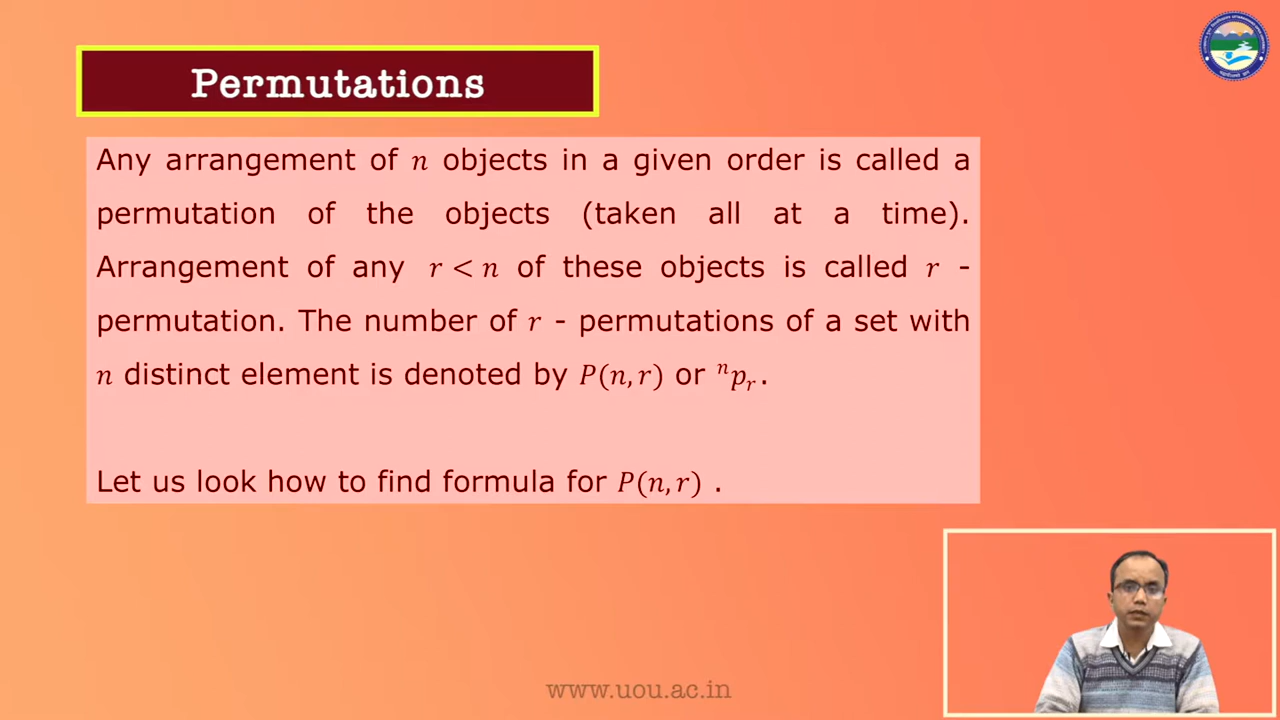 Permutations
Any arrangement of n objects in a given order is called a
permutation of the objects (taken all at a time).
Arrangement of any r < n of these objects is called r -
permutation. The number of r - permutations of a set with
n distinct element is denoted by P(n, r) or ⁿpᵣ.
Let us look how to find formula for P(n, r) .
www.uou.ac.in